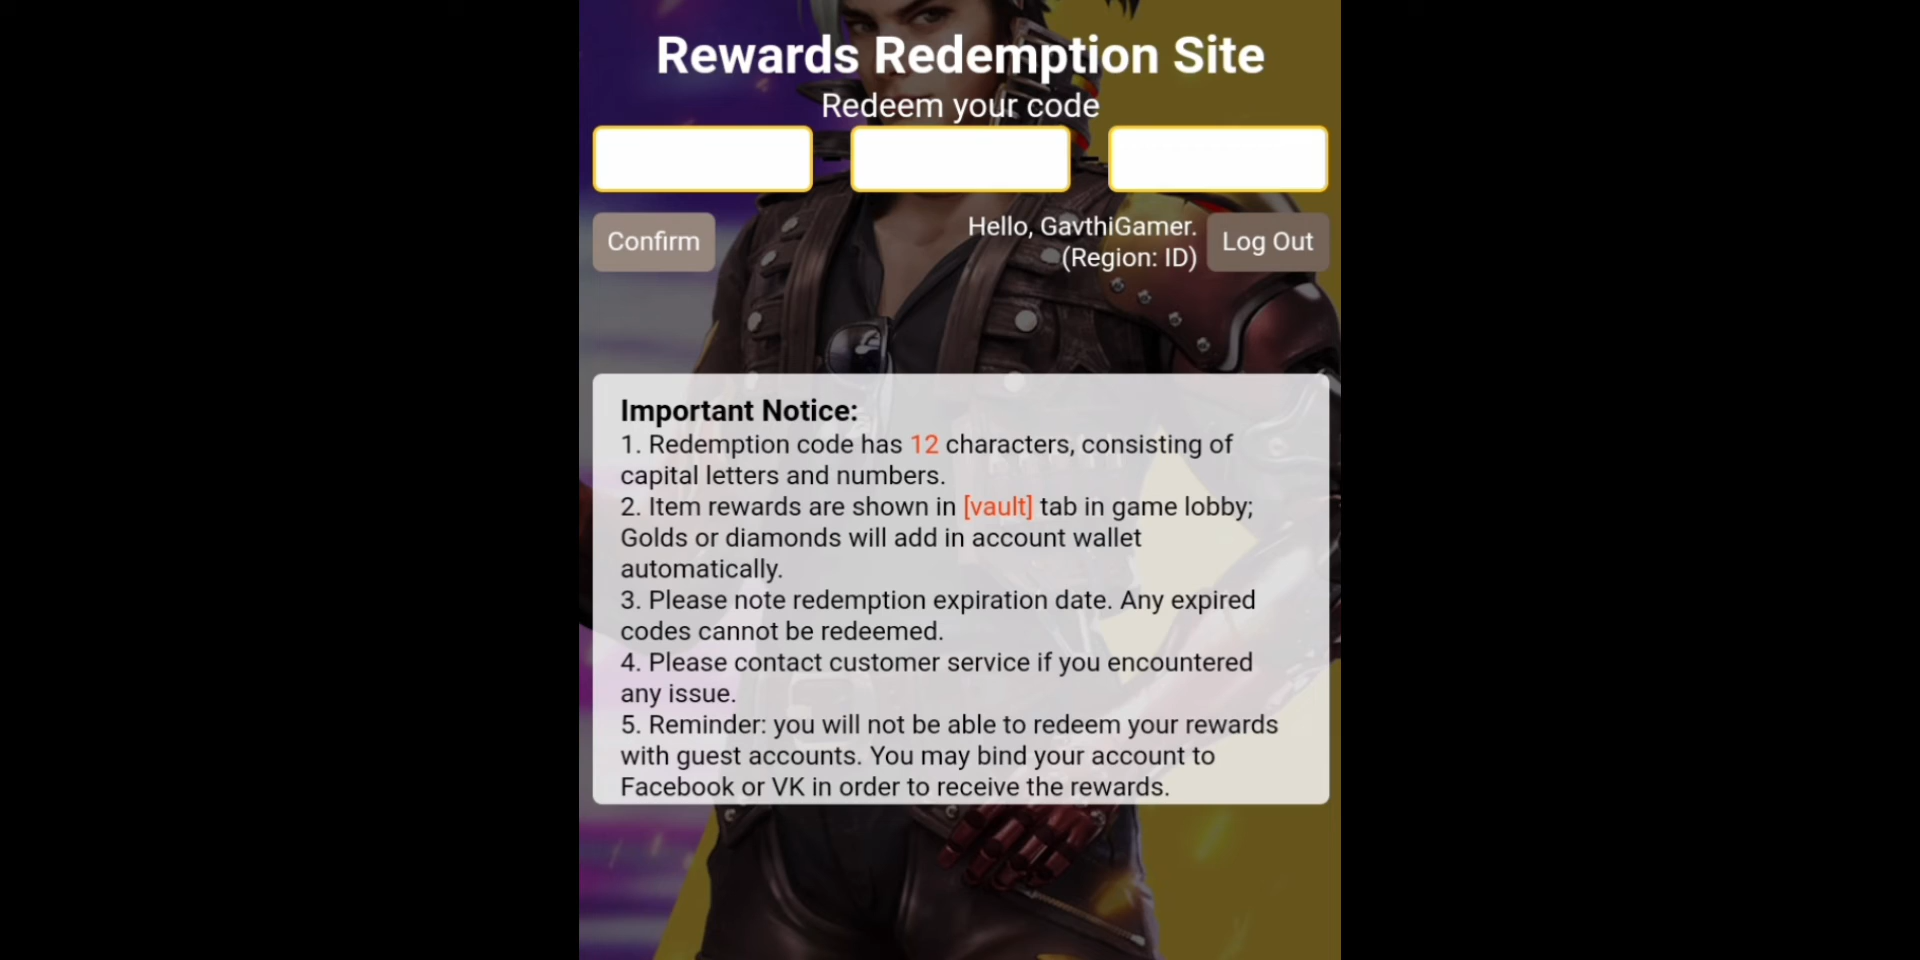 Rewards Redemption Site
Redeem your code
-
-
Confirm
Hello, GavthiGamer.
(Region: ID)
Log Out
Important Notice:
1. Redemption code has 12 characters, consisting of
capital letters and numbers.
2. Item rewards are shown in [vault] tab in game lobby;
Golds or diamonds will add in account wallet
automatically.
3. Please note redemption expiration date. Any expired
codes cannot be redeemed.
4. Please contact customer service if you encountered
any issue.
5. Reminder: you will not be able to redeem your rewards
with guest accounts. You may bind your account to
Facebook or VK in order to receive the rewards.